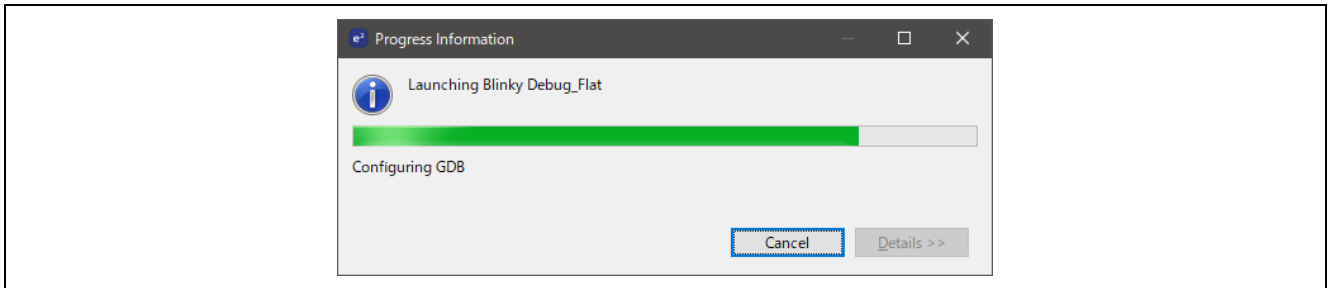 e² Progress Information
Launching Blinky Debug_Flat
Configuring GDB
Cancel
Details >>